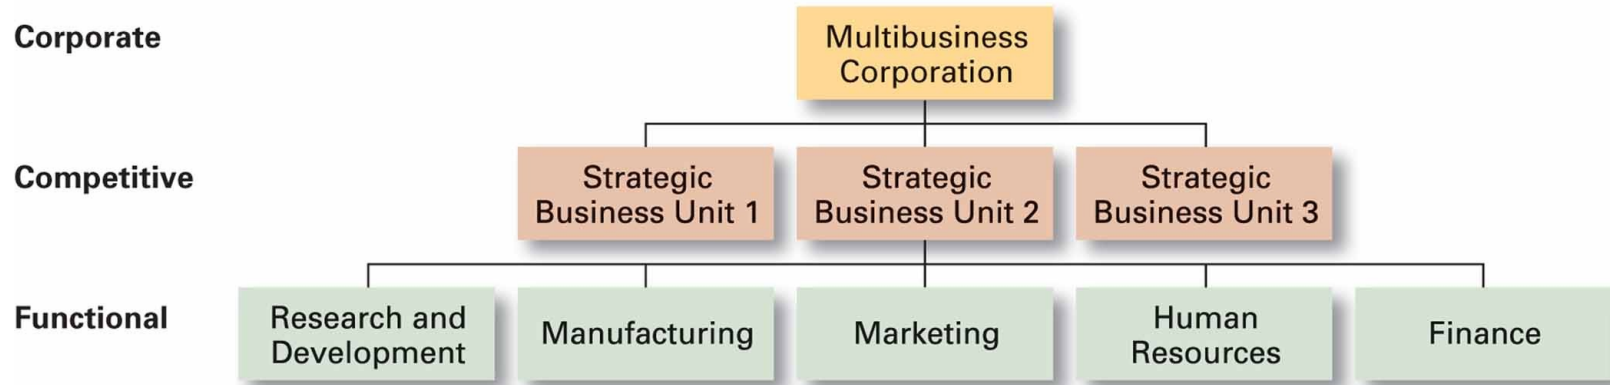 Corporate
Multibusiness
Corporation
Competitive
Strategic
Business Unit 1
Strategic
Business Unit 2
Strategic
Business Unit 3
Functional
Research and
Development
Manufacturing
Marketing
Human
Resources
Finance